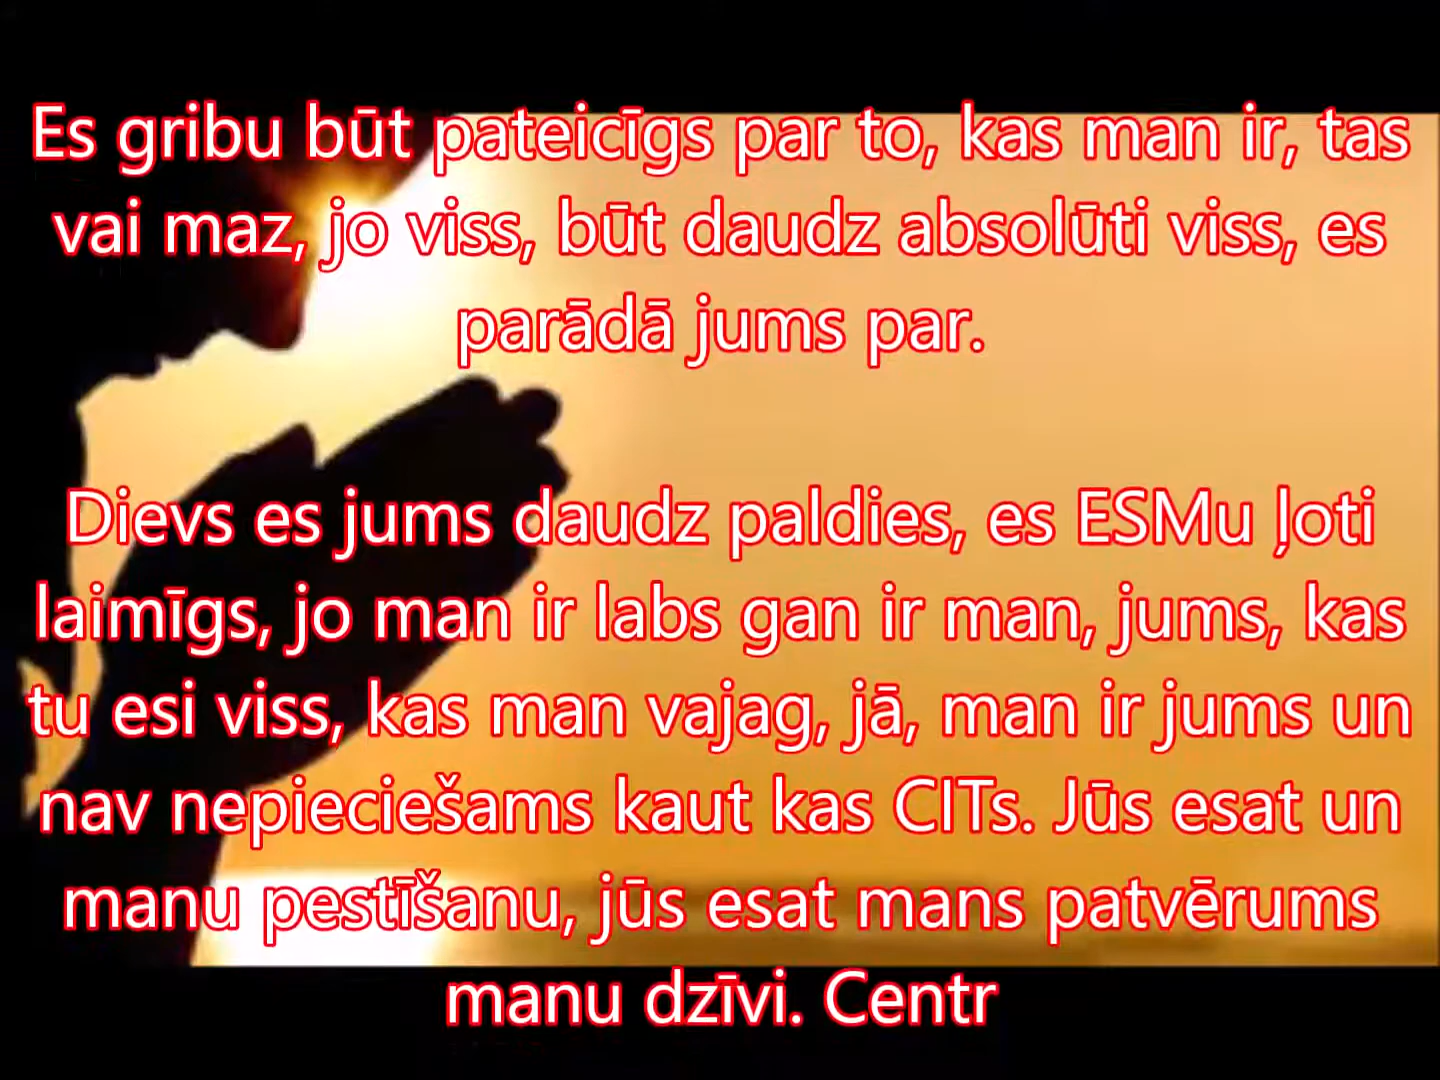 Es gribu būt pateicīgs par to, kas man ir, tas
vai maz, jo viss, būt daudz absolūti viss, es
parādā jums par.
Dievs es jums daudz paldies, es ESMu ļoti
laimīgs, jo man ir labs gan ir man, jums, kas
tu esi viss, kas man vajag, jā, man ir jums un
nav nepieciešams kaut kas CITs. Jūs esat un
manu pestīšanu, jūs esat mans patvērums
manu dzīvi. Centr